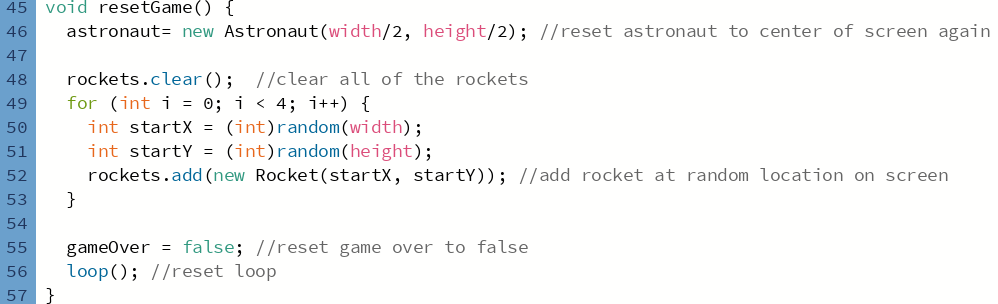 45 void resetGame() {
46   astronaut= new Astronaut(width/2, height/2); //reset astronaut to center of screen again
47
48   rockets.clear();  //clear all of the rockets
49   for (int i = 0; i < 4; i++) {
50     int startX = (int)random(width);
51     int startY = (int)random(height);
52     rockets.add(new Rocket(startX, startY)); //add rocket at random location on screen
53   }
54
55   gameOver = false; //reset game over to false
56   loop(); //reset loop
57 }